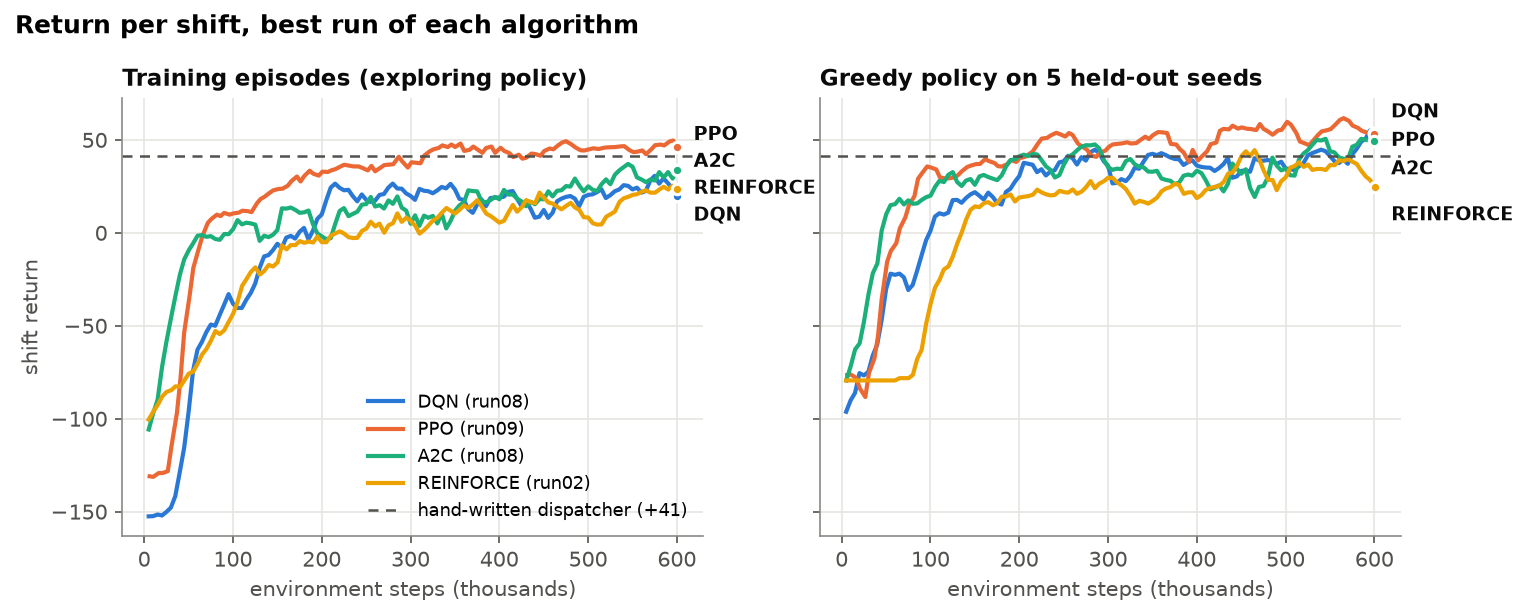 Return per shift, best run of each algorithm
Training episodes (exploring policy)
shift return
50
0
−50
−100
−150
0
100
200
300
400
500
600
environment steps (thousands)
PPO
A2C
REINFORCE
DQN
DQN (run08)
PPO (run09)
A2C (run08)
REINFORCE (run02)
hand-written dispatcher (+41)
Greedy policy on 5 held-out seeds
0
100
200
300
400
500
600
environment steps (thousands)
DQN
PPO
A2C
REINFORCE